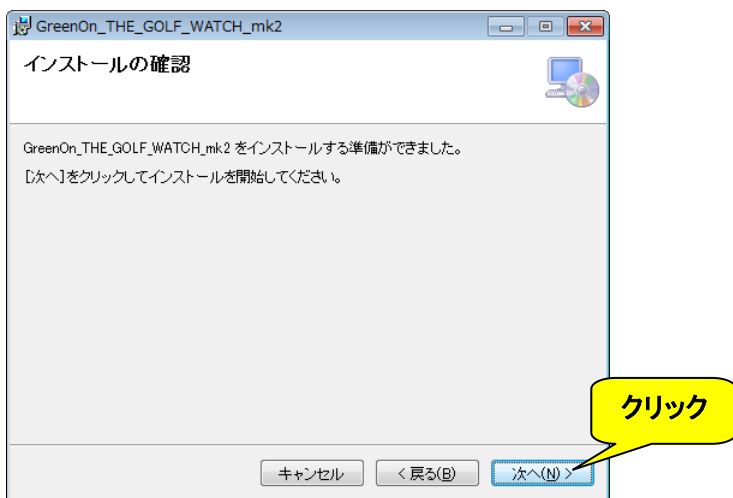 GreenOn_THE_GOLF_WATCH_mk2
インストールの確認
GreenOn_THE_GOLF_WATCH_mk2 をインストールする準備ができました。
[次へ]をクリックしてインストールを開始してください。
クリック
キャンセル
< 戻る(B)
次へ(N) >